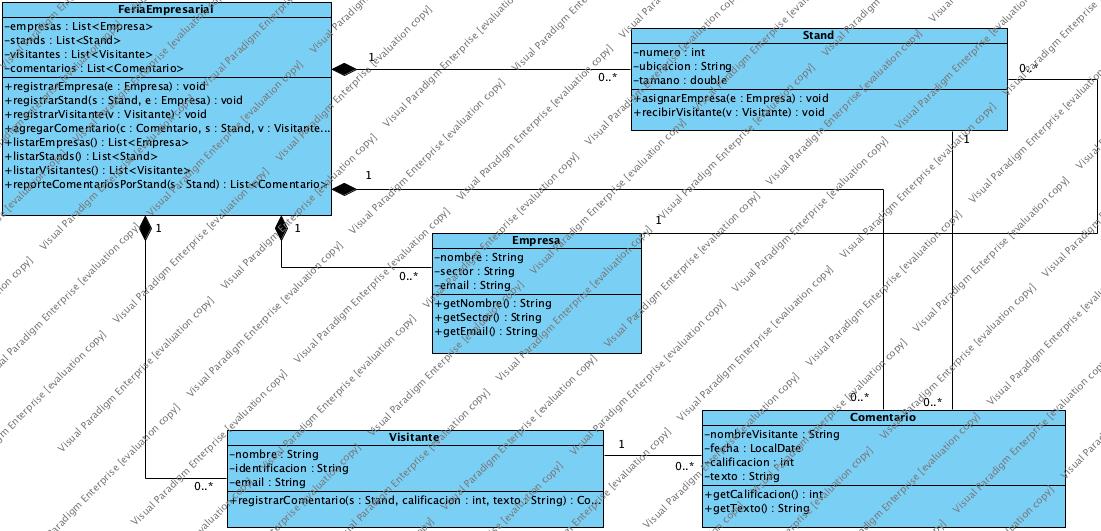 FeriaEmpresarial
-empresas : List<Empresa>
-stands : List<Stand>
-visitantes : List<Visitante>
-comentarios : List<Comentario>
+registrarEmpresa(e : Empresa) : void
+registrarStand(s : Stand, e : Empresa) : void
+registrarVisitante(v : Visitante) : void
+agregarComentario(c : Comentario, s : Stand, v : Visitante...
+listarEmpresas() : List<Empresa>
+listarStands() : List<Stand>
+listarVisitantes() : List<Visitante>
+reporteComentariosPorStand(s : Stand) : List<Comentario>
1
0..*
Stand
-numero : int
-ubicacion : String
-tamano : double
+asignarEmpresa(e : Empresa) : void
+recibirVisitante(v : Visitante) : void
0..*
1
1
1
1
1
0..*
Empresa
-nombre : String
-sector : String
-email : String
+getNombre() : String
+getSector() : String
+getEmail() : String
0..*
0..*
Visitante
-nombre : String
-identificacion : String
-email : String
+registrarComentario(s : Stand, calificacion : int, texto : String) : Co...
0..*
1
0..*
Comentario
-nombreVisitante : String
-fecha : LocalDate
-calificacion : int
-texto : String
+getCalificacion() : int
+getTexto() : String
Visual Paradigm Enterprise [evaluation copy]